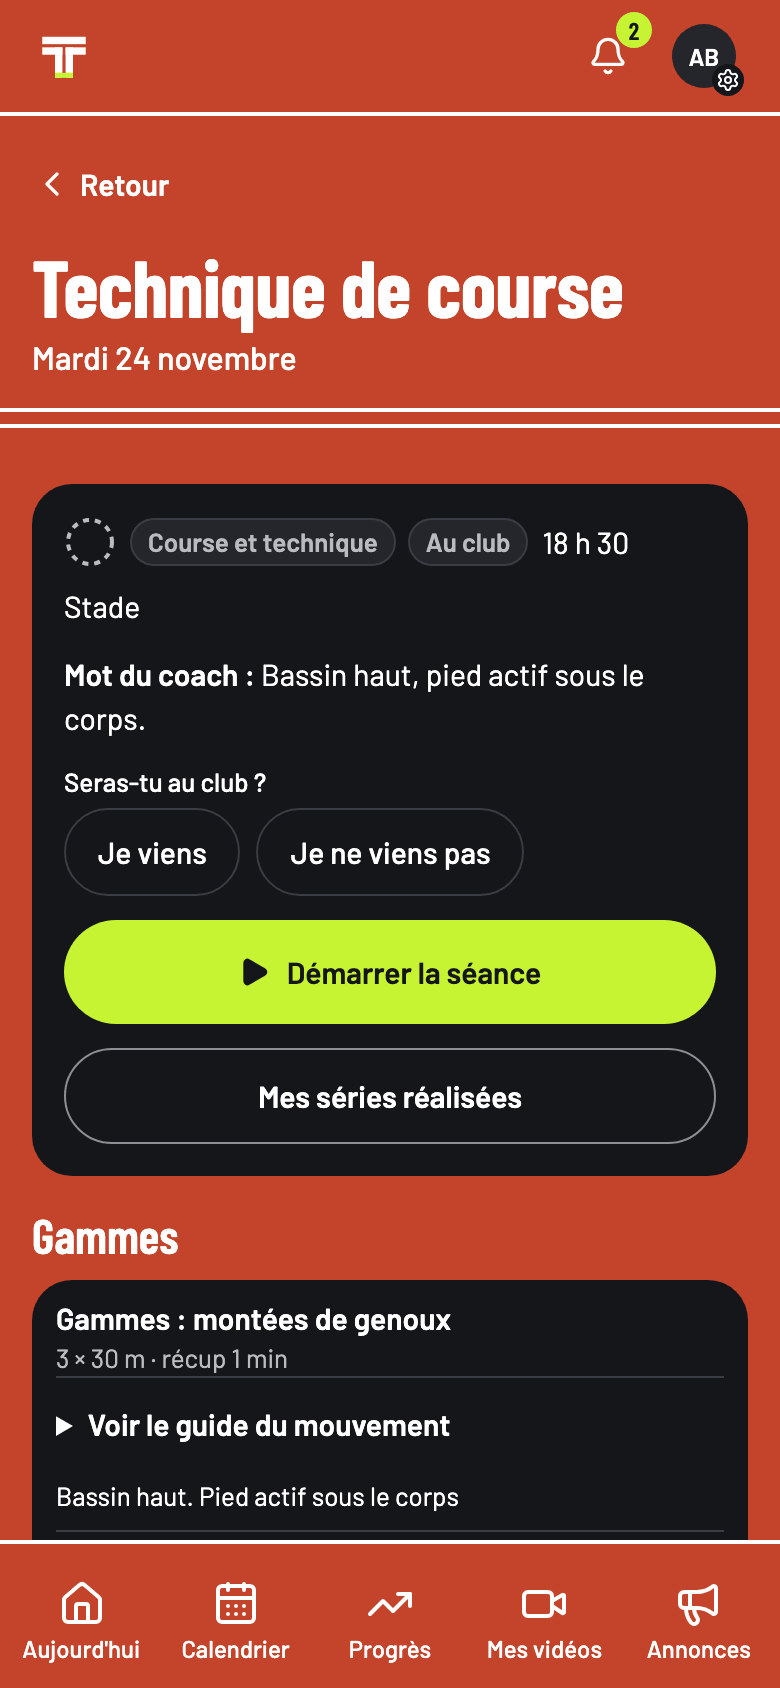 2
AB
Retour
Technique de course
Mardi 24 novembre
Course et technique
Au club
18 h 30
Stade
Mot du coach : Bassin haut, pied actif sous le
corps.
Seras-tu au club ?
Je viens
Je ne viens pas
Démarrer la séance
Mes séries réalisées
Gammes
Gammes : montées de genoux
3 × 30 m · récup 1 min
Voir le guide du mouvement
Bassin haut. Pied actif sous le corps
Aujourd'hui
Calendrier
Progrès
Mes vidéos
Annonces